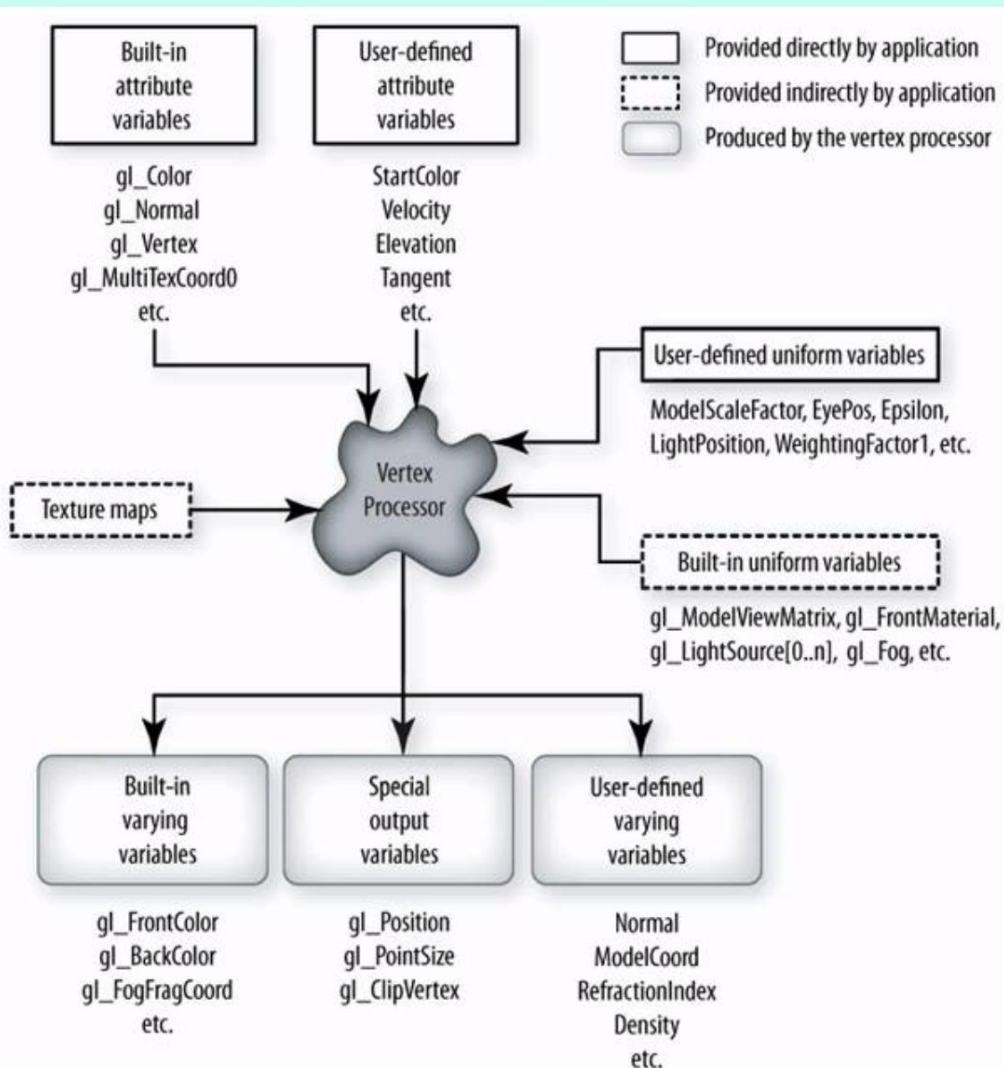 Built-in
attribute
variables
User-defined
attribute
variables
Provided directly by application
Provided indirectly by application
Produced by the vertex processor
gl_Color
gl_Normal
gl_Vertex
gl_MultiTexCoord0
etc.
StartColor
Velocity
Elevation
Tangent
etc.
User-defined uniform variables
ModelScaleFactor, EyePos, Epsilon,
LightPosition, WeightingFactor1, etc.
Vertex
Processor
Texture maps
Built-in uniform variables
gl_ModelViewMatrix, gl_FrontMaterial,
gl_LightSource[0..n], gl_Fog, etc.
Built-in
varying
variables
Special
output
variables
User-defined
varying
variables
gl_FrontColor
gl_BackColor
gl_FogFragCoord
etc.
gl_Position
gl_PointSize
gl_ClipVertex
Normal
ModelCoord
RefractionIndex
Density
etc.